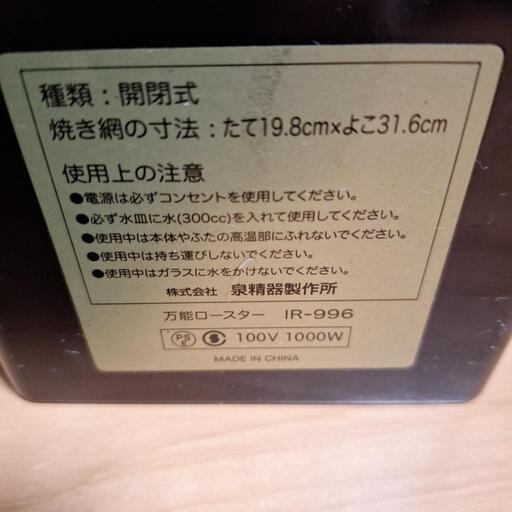 種類：開閉式
焼き網の寸法：たて19.8cm×よこ31.6cm
使用上の注意
●電源は必ずコンセントを使用してください。
●必ず水皿に水(300cc)を入れて使用してください。
●使用中は本体やふたの高温部にふれないでください。
●使用中は持ち運びしないでください。
●使用中はガラスに水をかけないでください。
株式会社 泉精器製作所
万能ロースター IR-996
PS E 100V 1000W
MADE IN CHINA